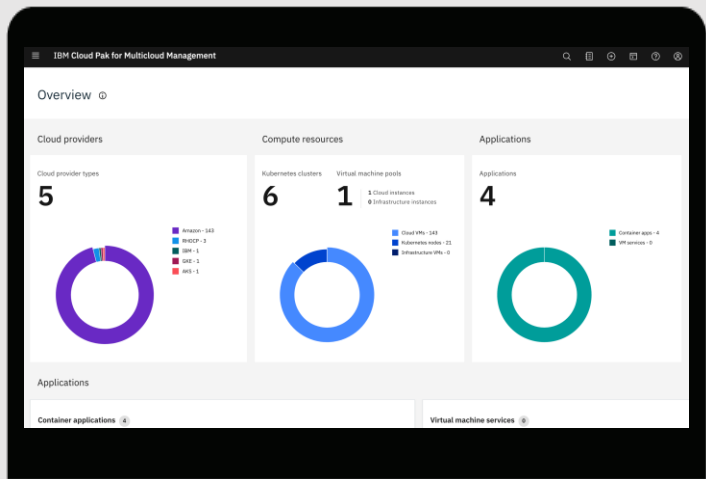 IBM Cloud Pak for Multicloud Management
Overview
Cloud providers
Compute resources
Applications
Cloud provider types
5
Amazon - 143
RHOCP - 3
IBM - 1
GKE - 1
AKS - 1
Kubernetes clusters
6
Virtual machine pools
1
1 Cloud instances
0 Infrastructure instances
Cloud VMs - 143
Kubernetes nodes - 21
Infrastructure VMs - 0
Applications
4
Container apps - 4
VM services - 0
Applications
Container applications 4
Virtual machine services 0